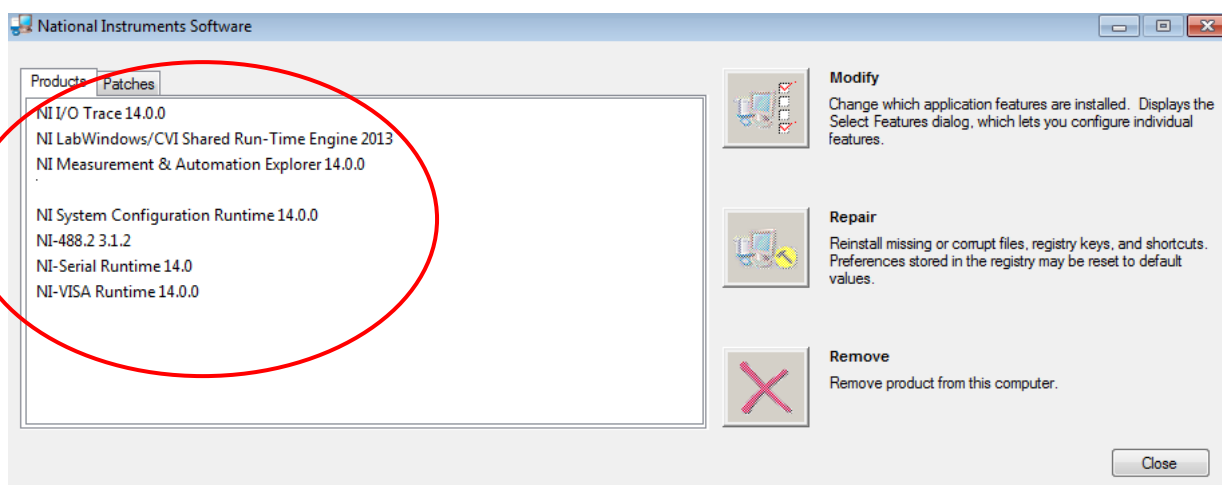 National Instruments Software
Products Patches
NI I/O Trace 14.0.0
NI LabWindows/CVI Shared Run-Time Engine 2013
NI Measurement & Automation Explorer 14.0.0
NI System Configuration Runtime 14.0.0
NI-488.2 3.1.2
NI-Serial Runtime 14.0
NI-VISA Runtime 14.0.0
Modify
Change which application features are installed. Displays the
Select Features dialog, which lets you configure individual
features.
Repair
Reinstall missing or corrupt files, registry keys, and shortcuts.
Preferences stored in the registry may be reset to default
values.
Remove
Remove product from this computer.
Close